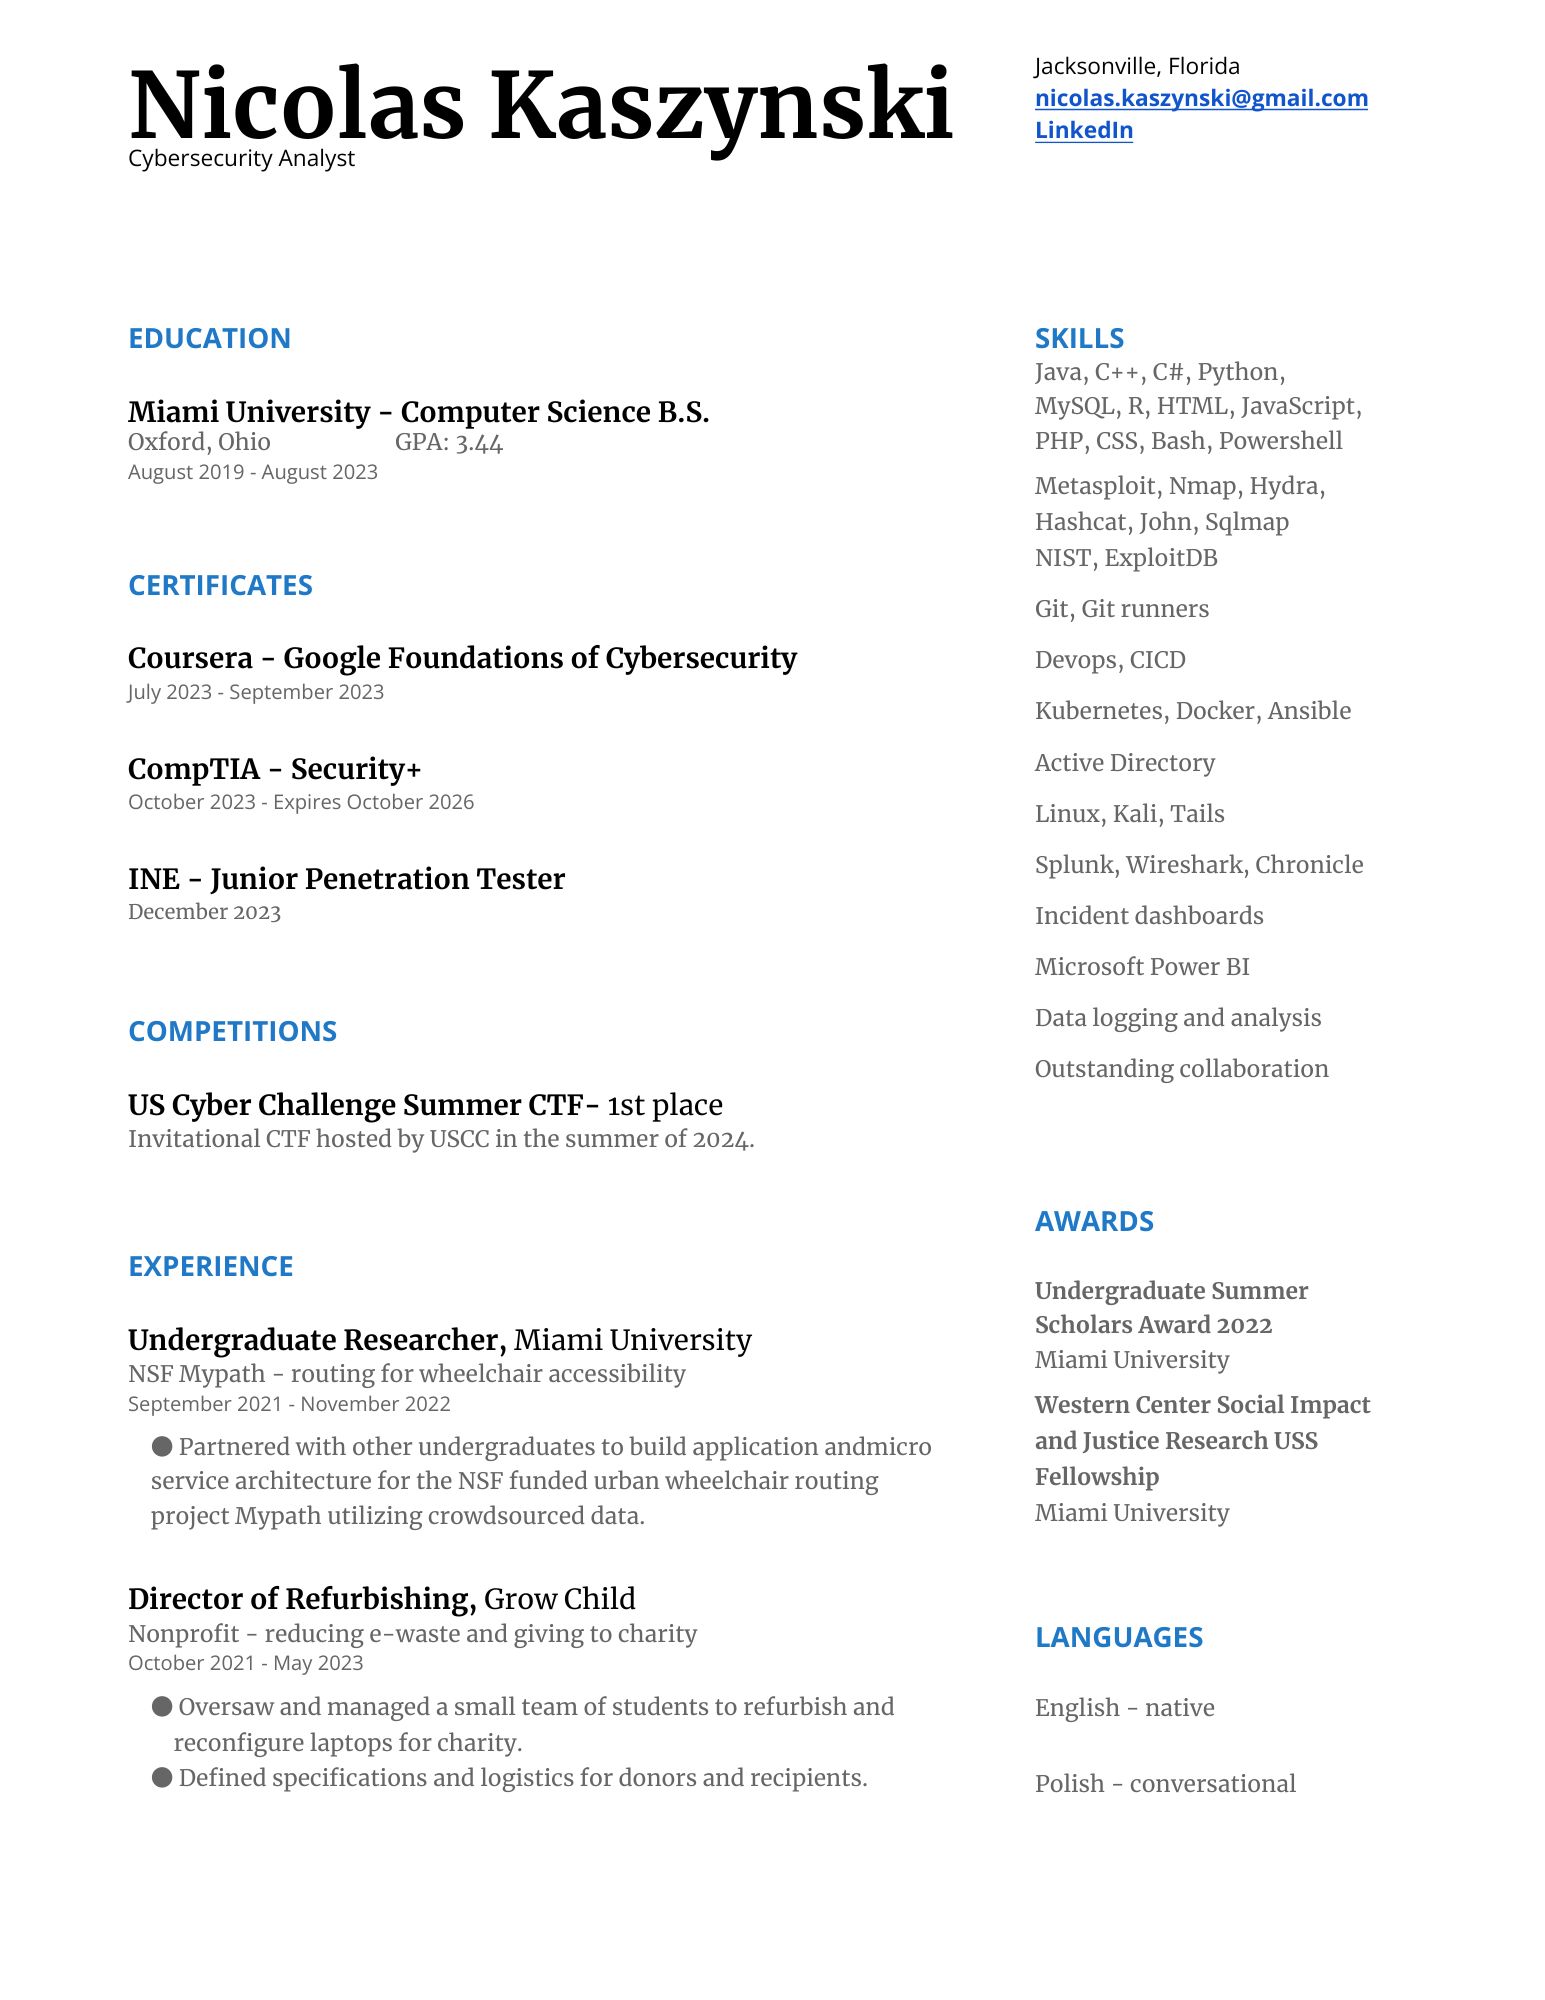 Nicolas Kaszynski
Cybersecurity Analyst
Jacksonville, Florida
nicolas.kaszynski@gmail.com
LinkedIn
EDUCATION
Miami University - Computer Science B.S.
Oxford, Ohio GPA: 3.44
August 2019 - August 2023
CERTIFICATES
Coursera - Google Foundations of Cybersecurity
July 2023 - September 2023
CompTIA - Security+
October 2023 - Expires October 2026
INE - Junior Penetration Tester
December 2023
COMPETITIONS
US Cyber Challenge Summer CTF- 1st place
Invitational CTF hosted by USCC in the summer of 2024.
EXPERIENCE
Undergraduate Researcher, Miami University
NSF Mypath - routing for wheelchair accessibility
September 2021 - November 2022
● Partnered with other undergraduates to build application andmicro
service architecture for the NSF funded urban wheelchair routing
project Mypath utilizing crowdsourced data.
Director of Refurbishing, Grow Child
Nonprofit - reducing e-waste and giving to charity
October 2021 - May 2023
● Oversaw and managed a small team of students to refurbish and
reconfigure laptops for charity.
● Defined specifications and logistics for donors and recipients.
SKILLS
Java, C++, C#, Python,
MySQL, R, HTML, JavaScript,
PHP, CSS, Bash, Powershell
Metasploit, Nmap, Hydra,
Hashcat, John, Sqlmap
NIST, ExploitDB
Git, Git runners
Devops, CICD
Kubernetes, Docker, Ansible
Active Directory
Linux, Kali, Tails
Splunk, Wireshark, Chronicle
Incident dashboards
Microsoft Power BI
Data logging and analysis
Outstanding collaboration
AWARDS
Undergraduate Summer
Scholars Award 2022
Miami University
Western Center Social Impact
and Justice Research USS
Fellowship
Miami University
LANGUAGES
English - native
Polish - conversational